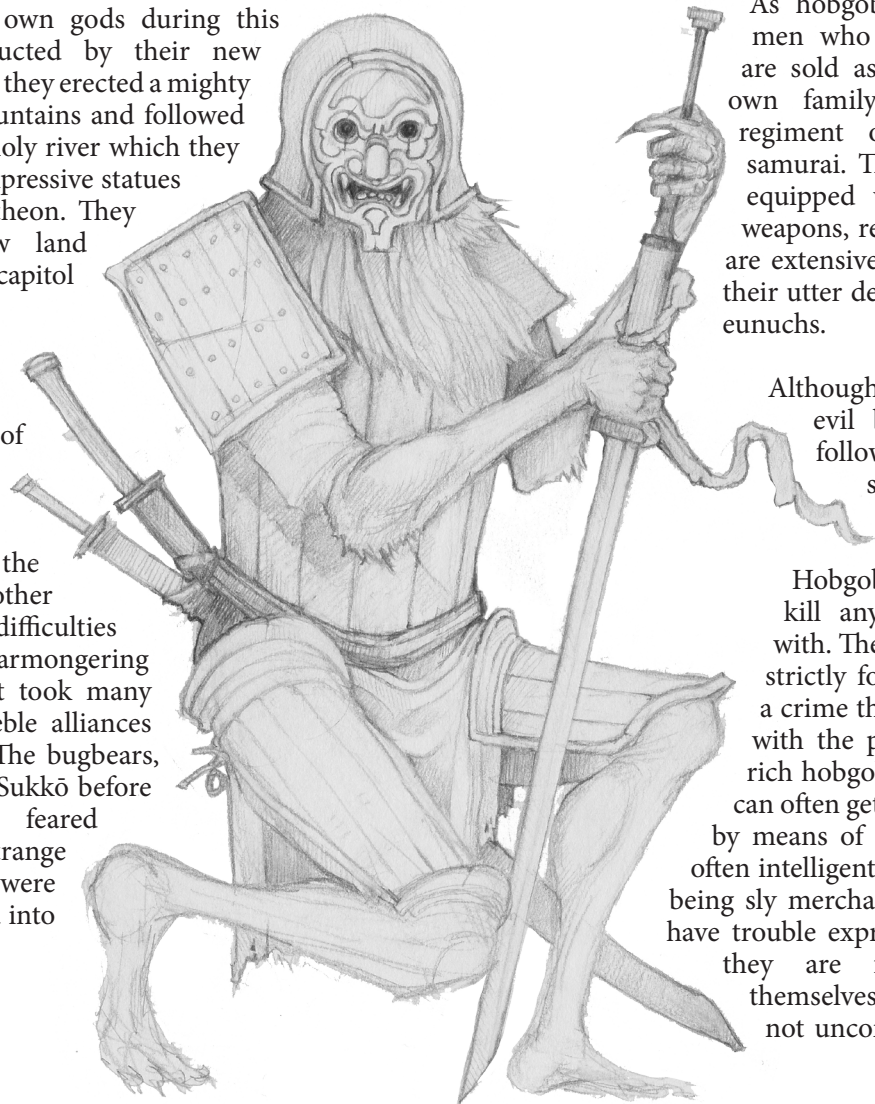 own gods during this
ucted by their new
they erected a mighty
untains and followed
oly river which they
pressive statues
theon. They
w land
capitol
of
the
other
difficulties
armongering
t took many
eble alliances
The bugbears,
Sukkō before
feared
trange
were
into
As hobgob
men who
are sold as
own family
regiment o
samurai. T
equipped
weapons, re
are extensive
their utter de
eunuchs.
Although
evil b
follow
s
Hobgob
kill any
with. The
strictly fo
a crime th
with the p
rich hobgo
can often get
by means of
often intelligent
being sly mercha
have trouble expr
they are
themselves
not uncor